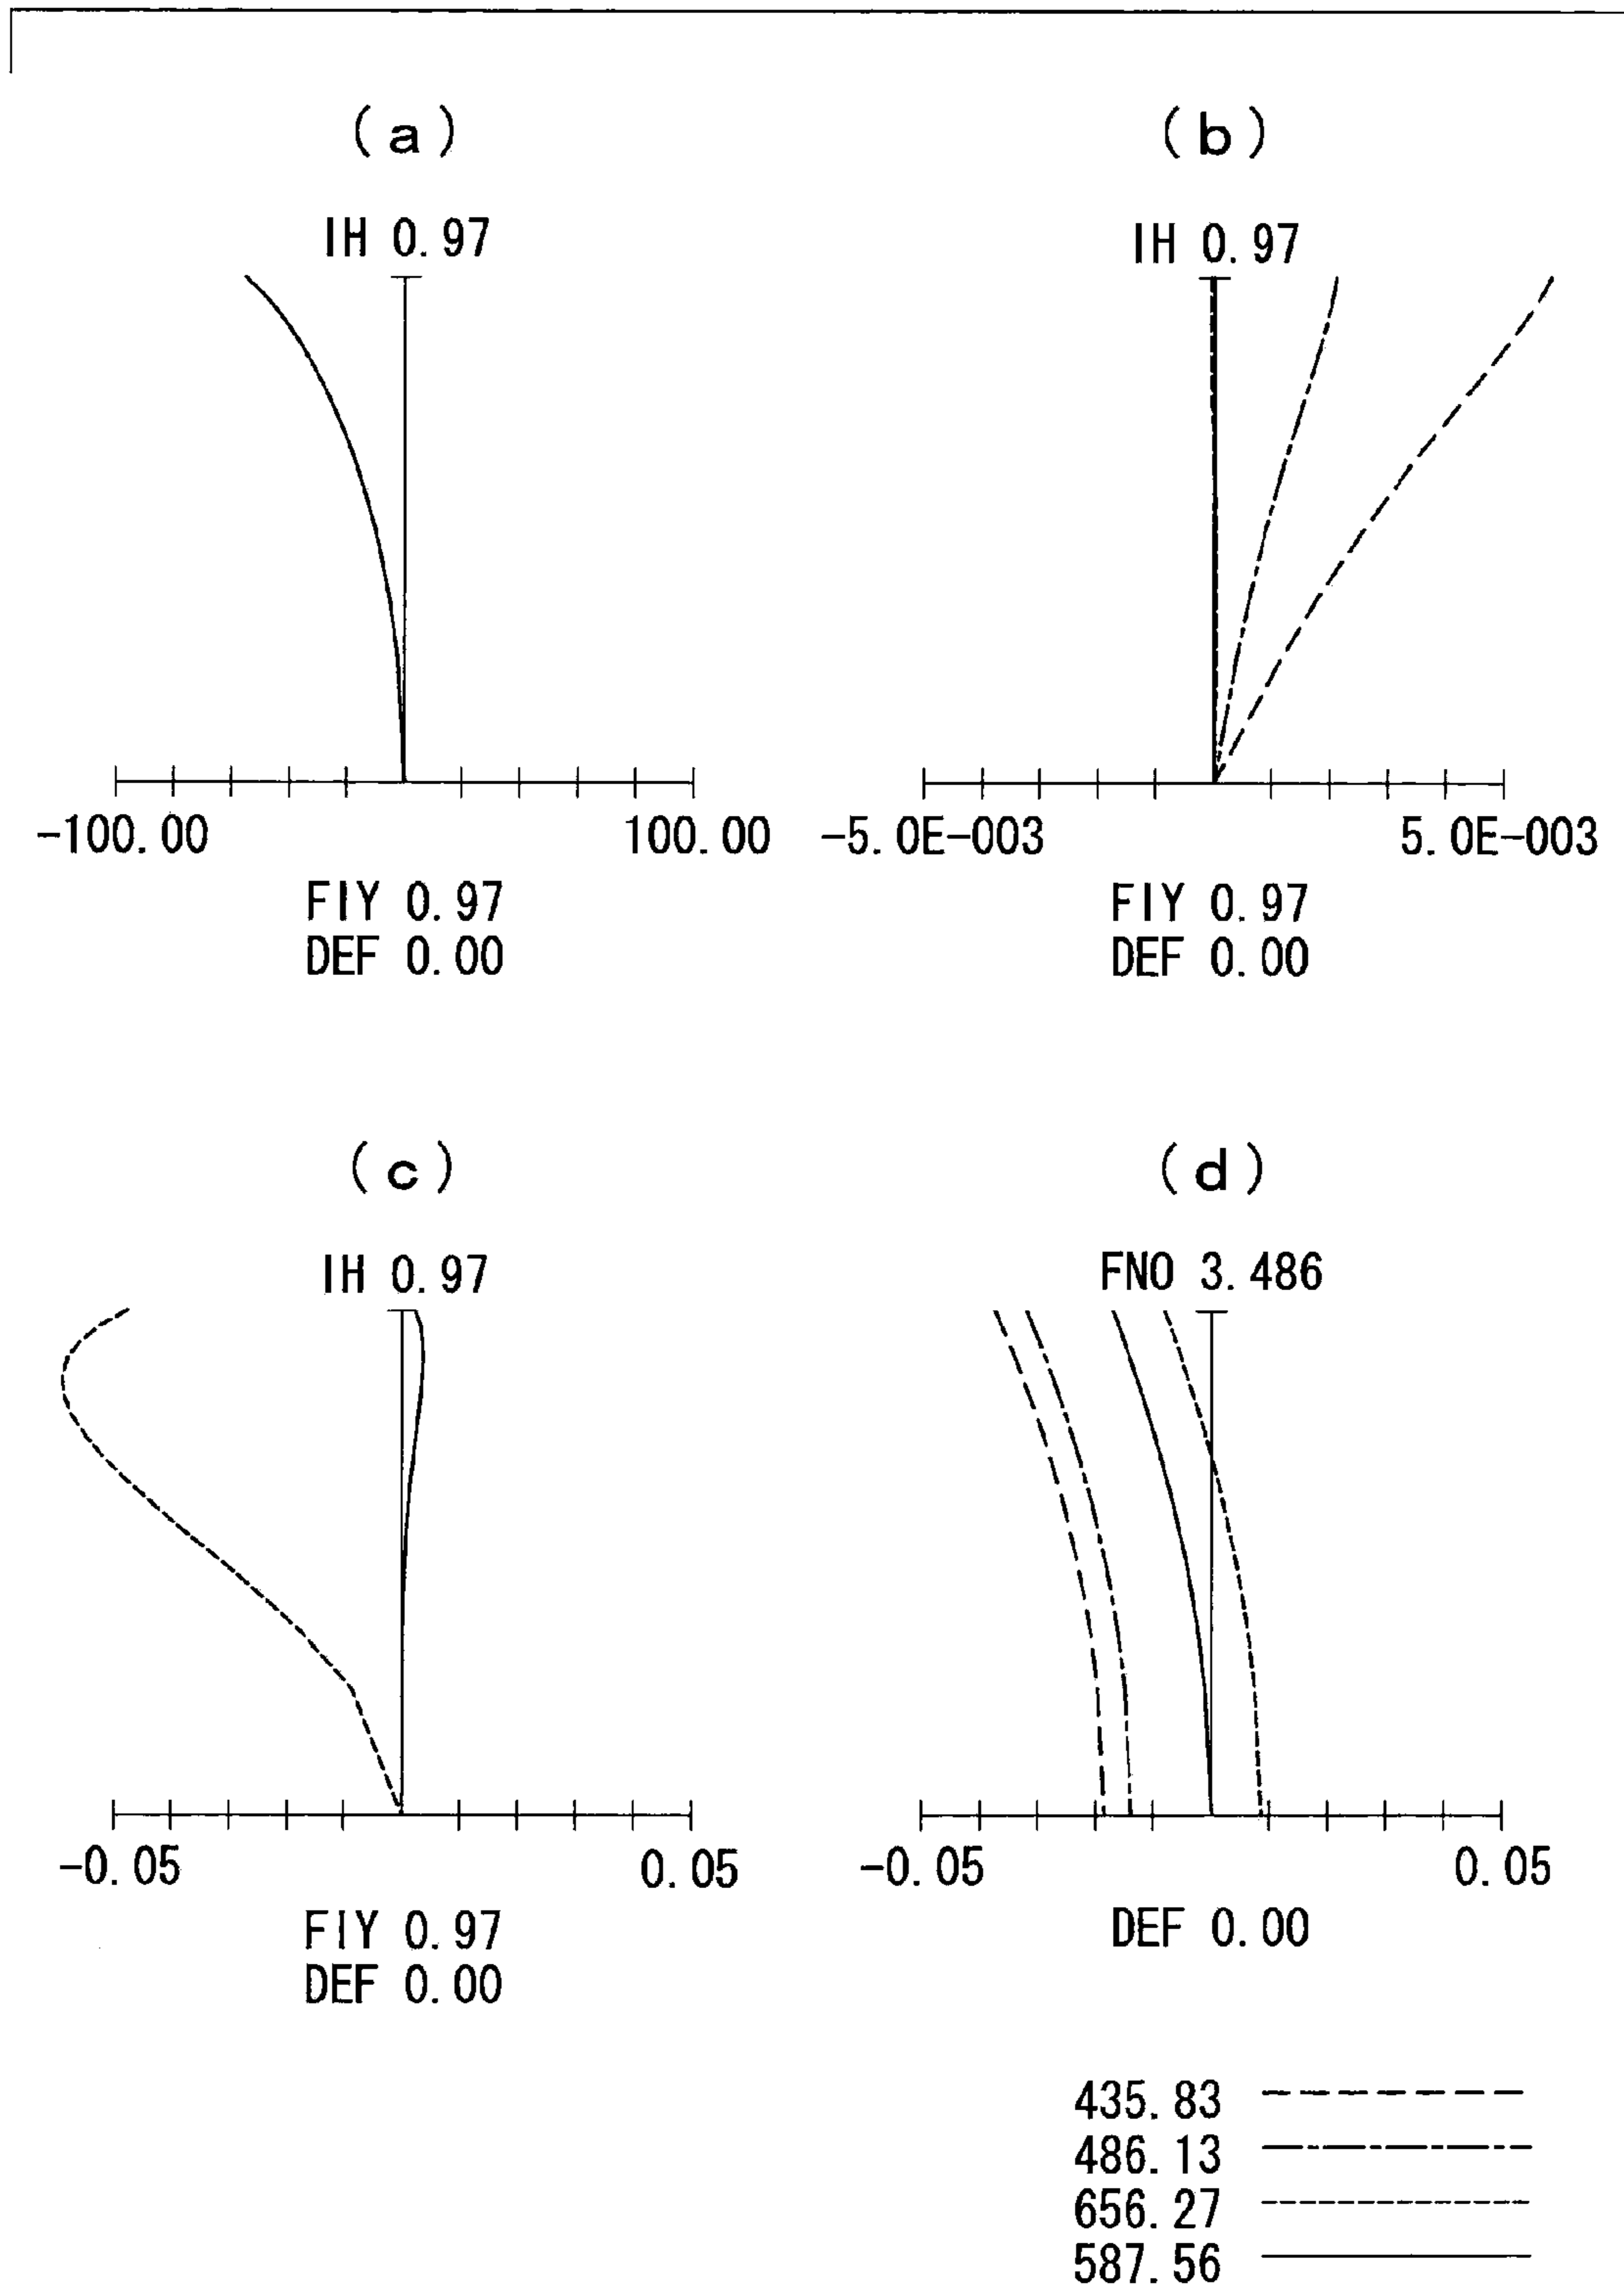 (a)
IH 0.97
-100.00
100.00
FIY 0.97
DEF 0.00
(b)
IH 0.97
-5.0E-003
5.0E-003
FIY 0.97
DEF 0.00
(c)
IH 0.97
-0.05
0.05
FIY 0.97
DEF 0.00
(d)
FNO 3.486
-0.05
0.05
DEF 0.00
435.83
486.13
656.27
587.56